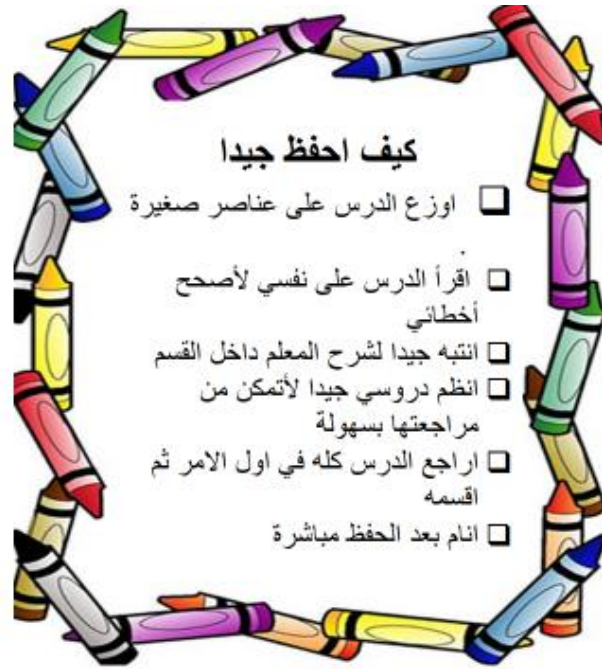 كيف احفظ جيدا
❑ اوزع الدرس على عناصر صغيرة
.
❑ اقرأ الدرس على نفسي لأصحح
أخطائي
❑ انتبه جيدا لشرح المعلم داخل القسم
❑ انظم دروسي جيدا لأتمكن من
مراجعتها بسهولة
❑ اراجع الدرس كله في اول الامر ثم
اقسمه
❑ انام بعد الحفظ مباشرة